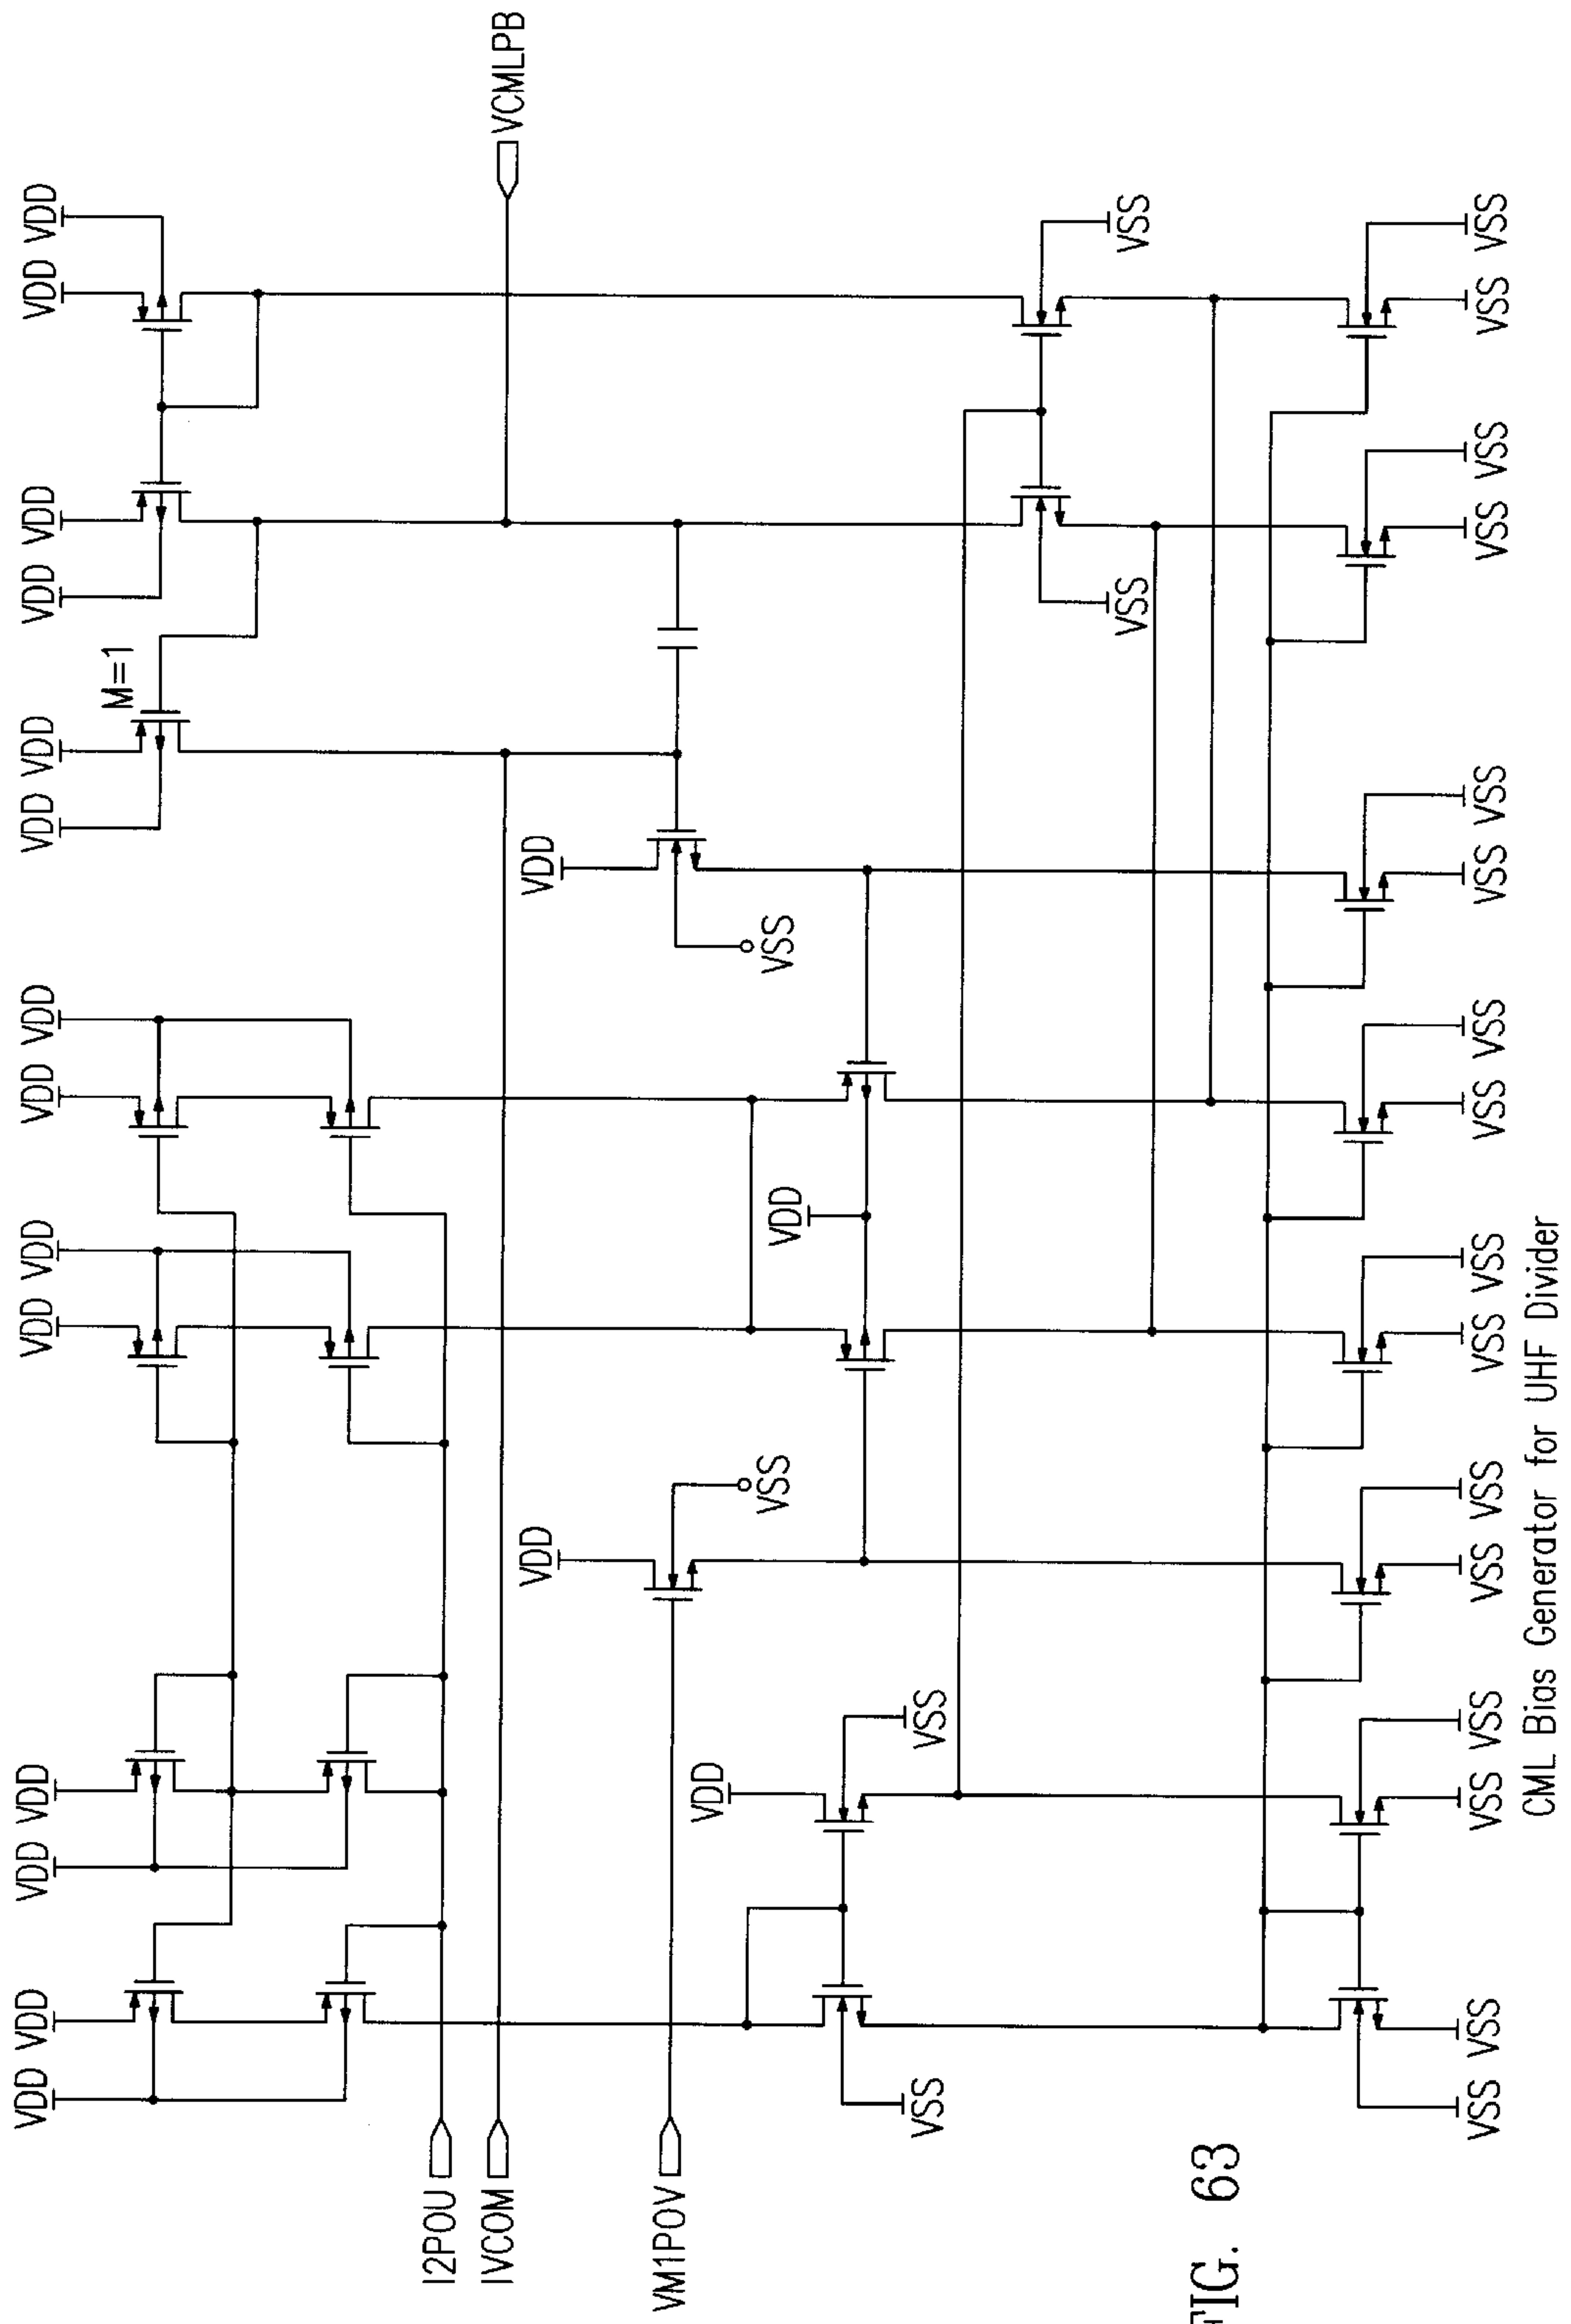 VDD VDD
VDD VDD
VDD VDD
VDD VDD
VDD VDD
VDD VDD
VDD VDD
M=1
I2POU
IVCOM
VCMLPB
VDD
VDD
VM1POV
VDD
VSS
VSS
VDD
VSS
VSS
VSS
VSS
FIG. 63
VSS VSS
VSS VSS
VSS VSS
VSS VSS
VSS VSS
VSS VSS
VSS VSS
VSS VSS
CML Bias Generator for UHF Divider